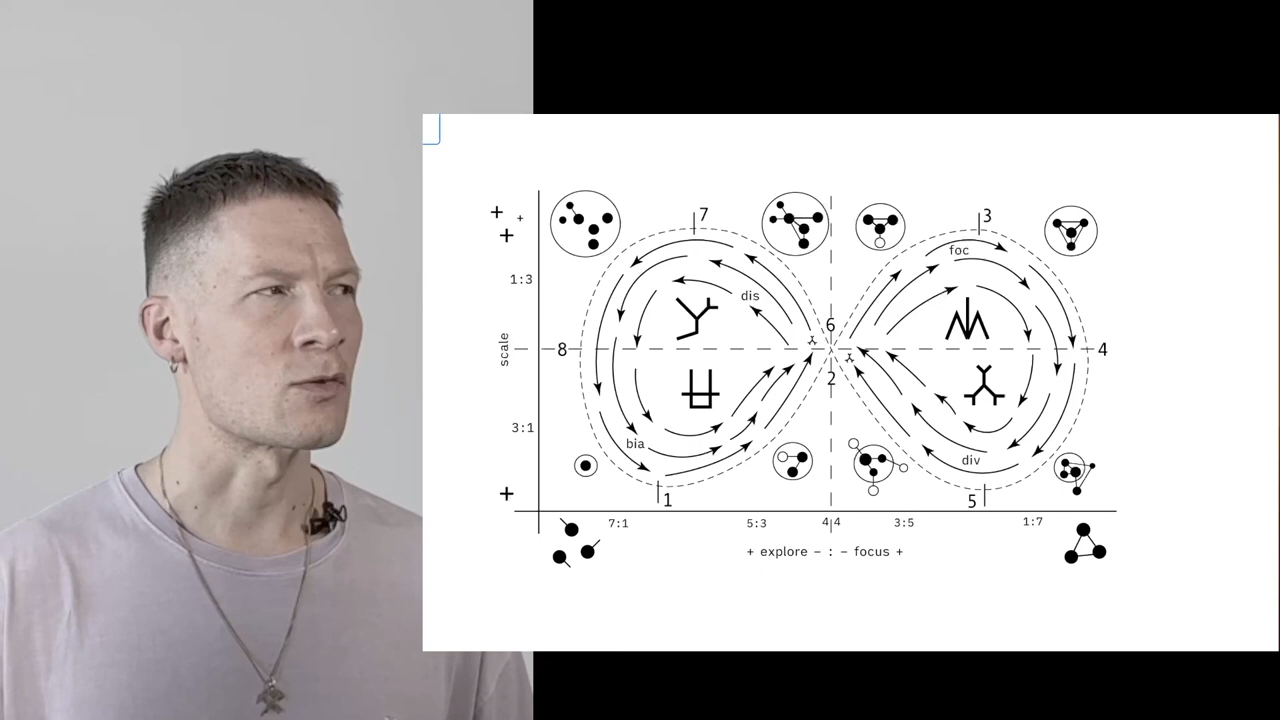 7
3
foc
1:3
dis
6
scale
8
4
2
3:1
bia
div
1
5
7:1
5:3
4|4
3:5
1:7
+ explore – : – focus +